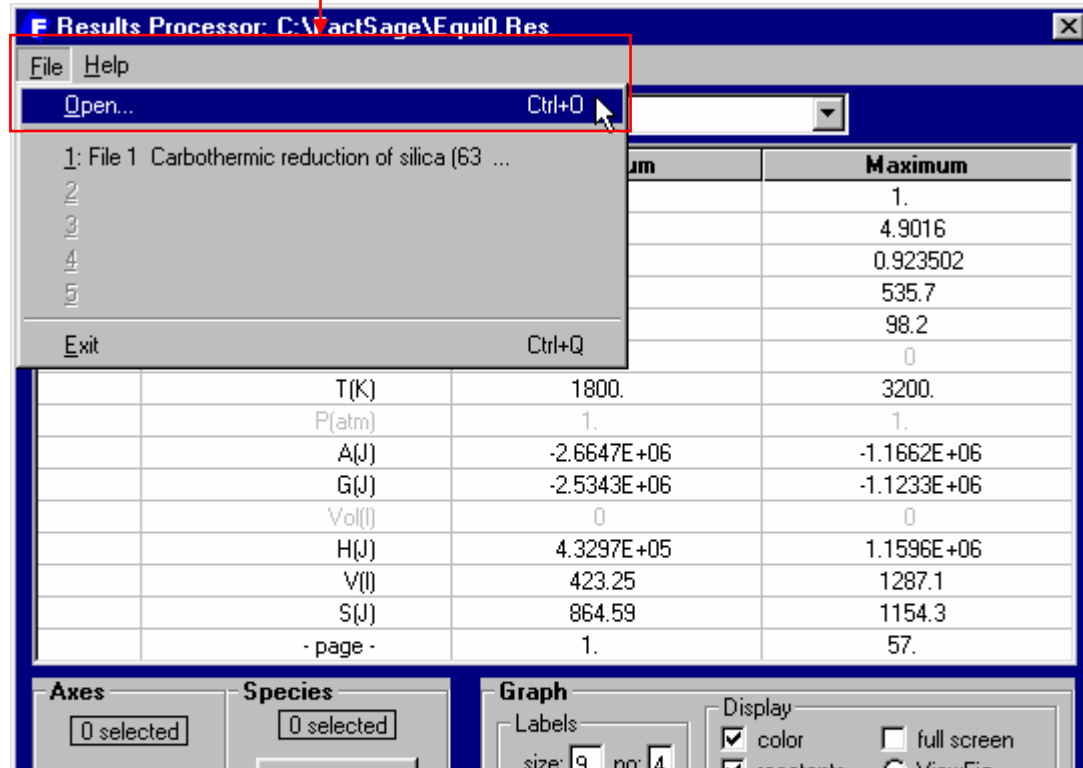 F Results Processor: C:\FactSage\Equi0.Res
File Help
Open... Ctrl+O
1: File 1 Carbothermic reduction of silica (63 ...
2
3
4
5
Exit Ctrl+Q
um Maximum
1.
4.9016
0.923502
535.7
98.2
0
T(K) 1800. 3200.
P(atm) 1. 1.
A(J) -2.6647E+06 -1.1662E+06
G(J) -2.5343E+06 -1.1233E+06
Vol(l) 0 0
H(J) 4.3297E+05 1.1596E+06
V(l) 423.25 1287.1
S(J) 864.59 1154.3
- page - 1. 57.
Axes Species Graph
0 selected 0 selected Labels Display
size: 9 no: 4 color full screen
reactants ViewFig